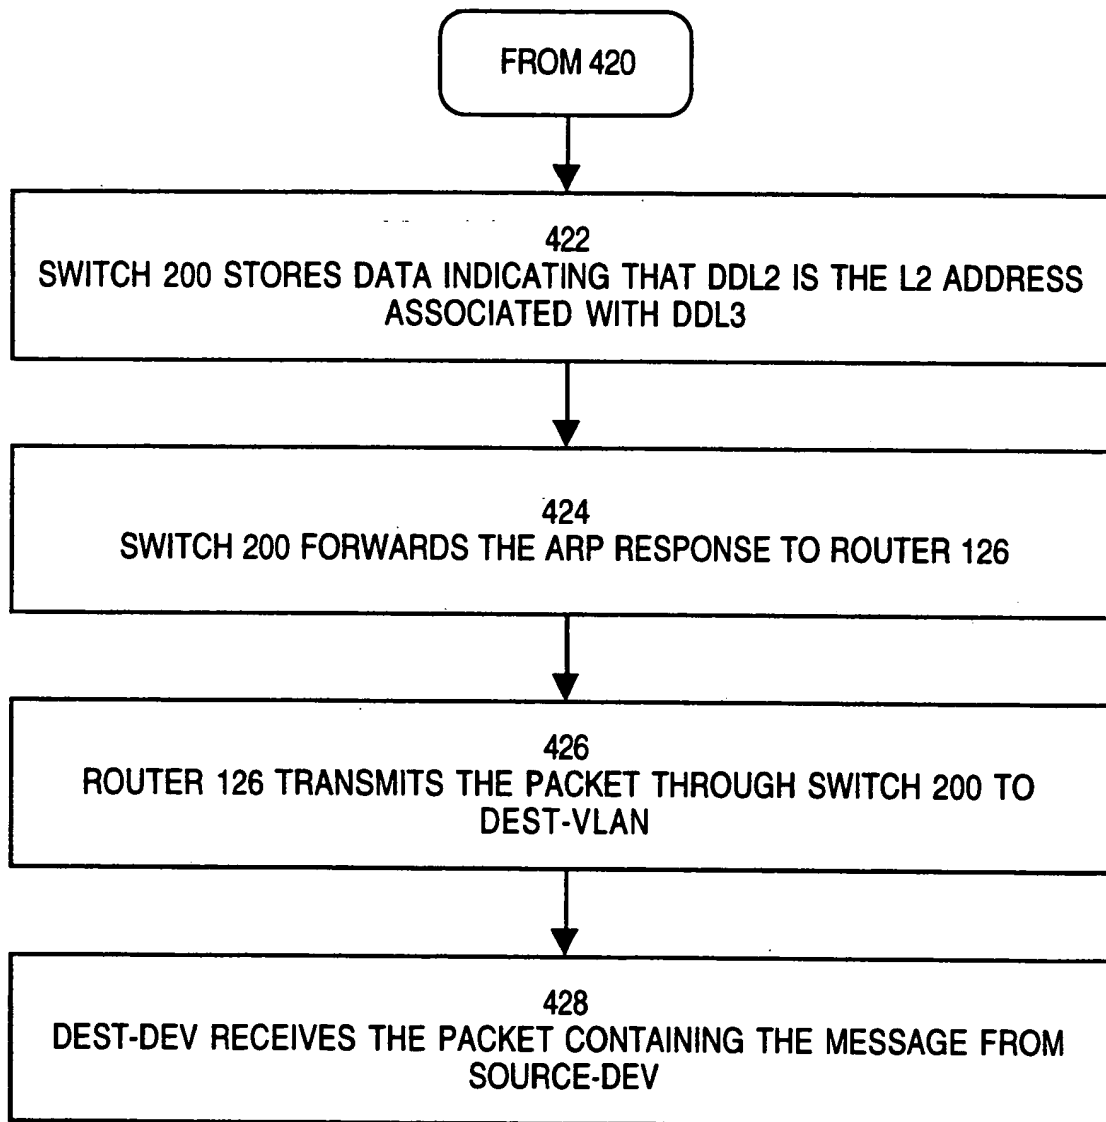 FROM 420
422
SWITCH 200 STORES DATA INDICATING THAT DDL2 IS THE L2 ADDRESS
ASSOCIATED WITH DDL3
424
SWITCH 200 FORWARDS THE ARP RESPONSE TO ROUTER 126
426
ROUTER 126 TRANSMITS THE PACKET THROUGH SWITCH 200 TO
DEST-VLAN
428
DEST-DEV RECEIVES THE PACKET CONTAINING THE MESSAGE FROM
SOURCE-DEV